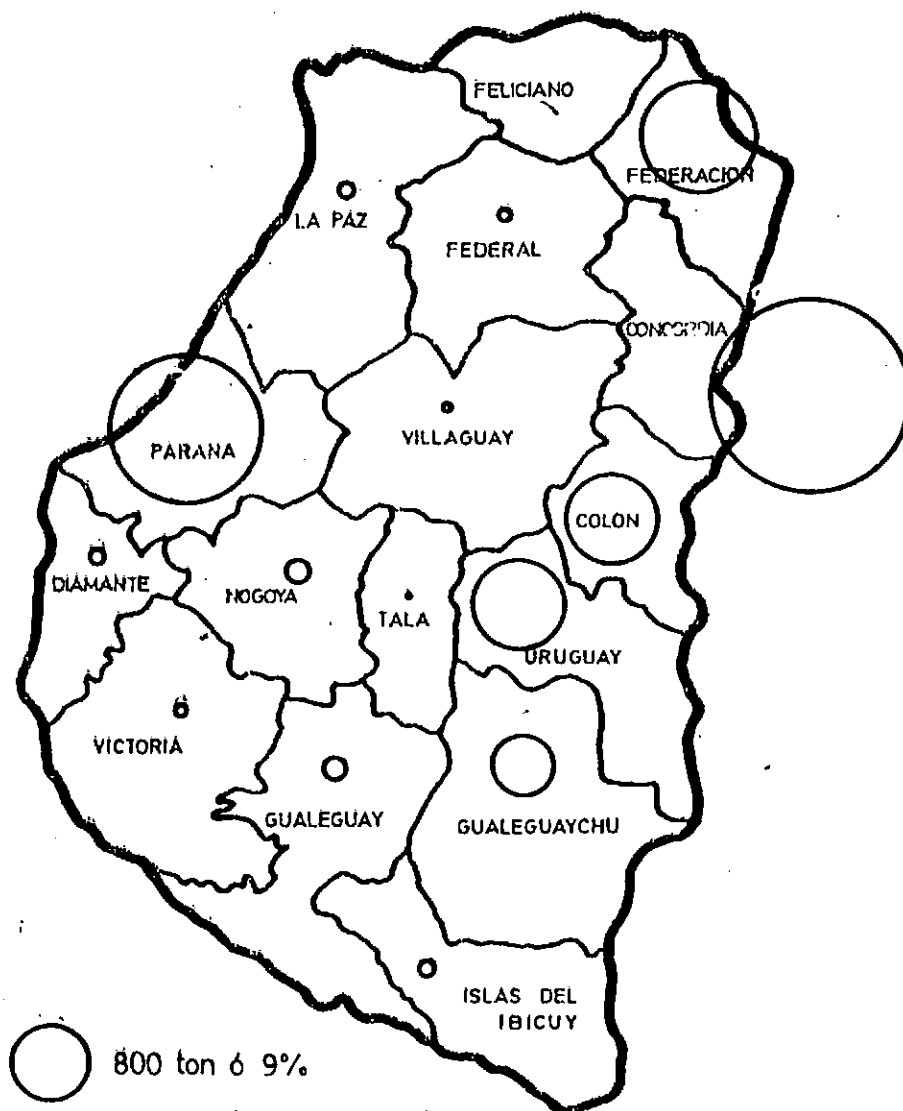 FELICIANO
FEDERACION
LA PAZ
FEDERAL
CONCORDIA
PARANA
VILLAGUAY
COLON
DIAMANTE
NOGOYA
TALA
URUGUAY
VICTORIA
GUALEGUAY
GUALEGUAYCHU
ISLAS DEL
IBICUY
800 ton ó 9%